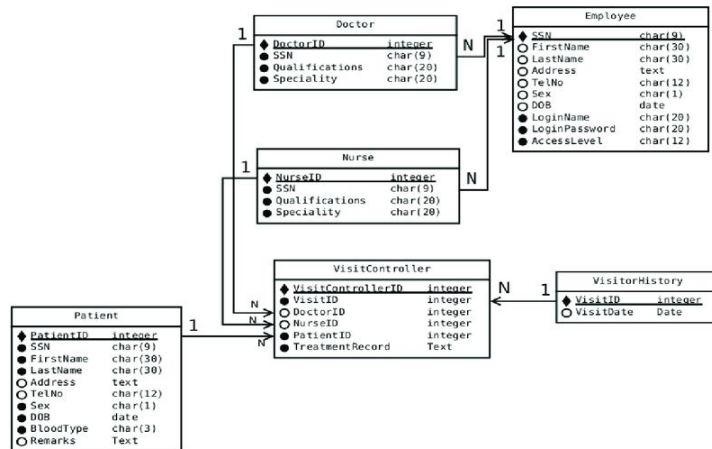 Doctor
DoctorID integer
SSN char(9)
Qualifications char(20)
Speciality char(20)
Employee
SSN char(9)
FirstName char(30)
LastName char(30)
Address text
TelNo char(12)
Sex char(1)
DOB date
LoginName char(20)
LoginPassword char(20)
AccessLevel char(12)
1
N
1
1
Nurse
NurseID integer
SSN char(9)
Qualifications char(20)
Speciality char(20)
1
N
VisitController
VisitControllerID integer
VisitID integer
DoctorID integer
NurseID integer
PatientID integer
TreatmentRecord Text
N
N
N
N
1
VisitorHistory
VisitID integer
VisitDate Date
Patient
PatientID integer
SSN char(9)
FirstName char(30)
LastName char(30)
Address text
TelNo char(12)
Sex char(1)
DOB date
BloodType char(3)
Remarks Text
1